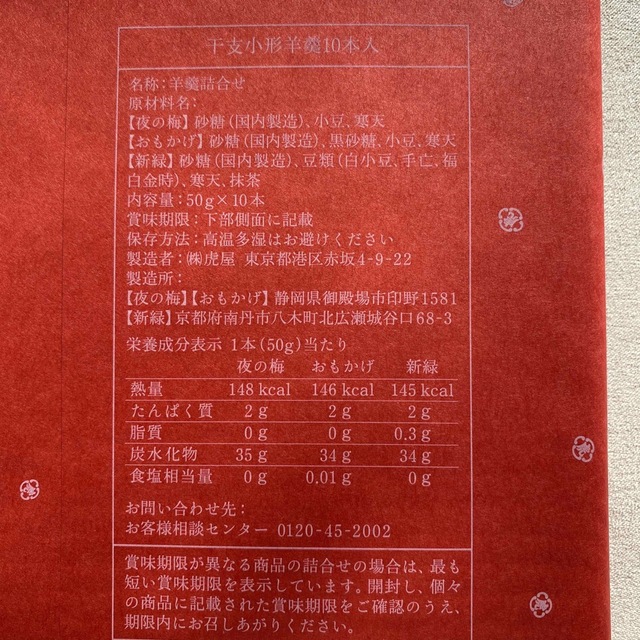 干支小形羊羹10本入
名称：羊羹詰合せ
原材料名：
【夜の梅】砂糖（国内製造）、小豆、寒天
【おもかげ】砂糖（国内製造）、黒砂糖、小豆、寒天
【新緑】砂糖（国内製造）、豆類（白小豆、手亡、福
白金時）、寒天、抹茶
内容量：50g×10本
賞味期限：下部側面に記載
保存方法：高温多湿はお避けください
製造者：㈱虎屋 東京都港区赤坂4-9-22
製造所：
【夜の梅】【おもかげ】静岡県御殿場市印野1581
【新緑】京都府南丹市八木町北広瀬城谷口68-3
栄養成分表示 1本（50g）当たり
夜の梅 おもかげ 新緑
熱量 148 kcal 146 kcal 145 kcal
たんぱく質 2 g 2 g 2 g
脂質 0 g 0 g 0.3 g
炭水化物 35 g 34 g 34 g
食塩相当量 0 g 0.01 g 0 g
お問い合わせ先：
お客様相談センター 0120-45-2002
賞味期限が異なる商品の詰合せの場合は、最も
短い賞味期限を表示しています。開封し、個々
の商品に記載された賞味期限をご確認のうえ、
期限内にお召しあがりください。